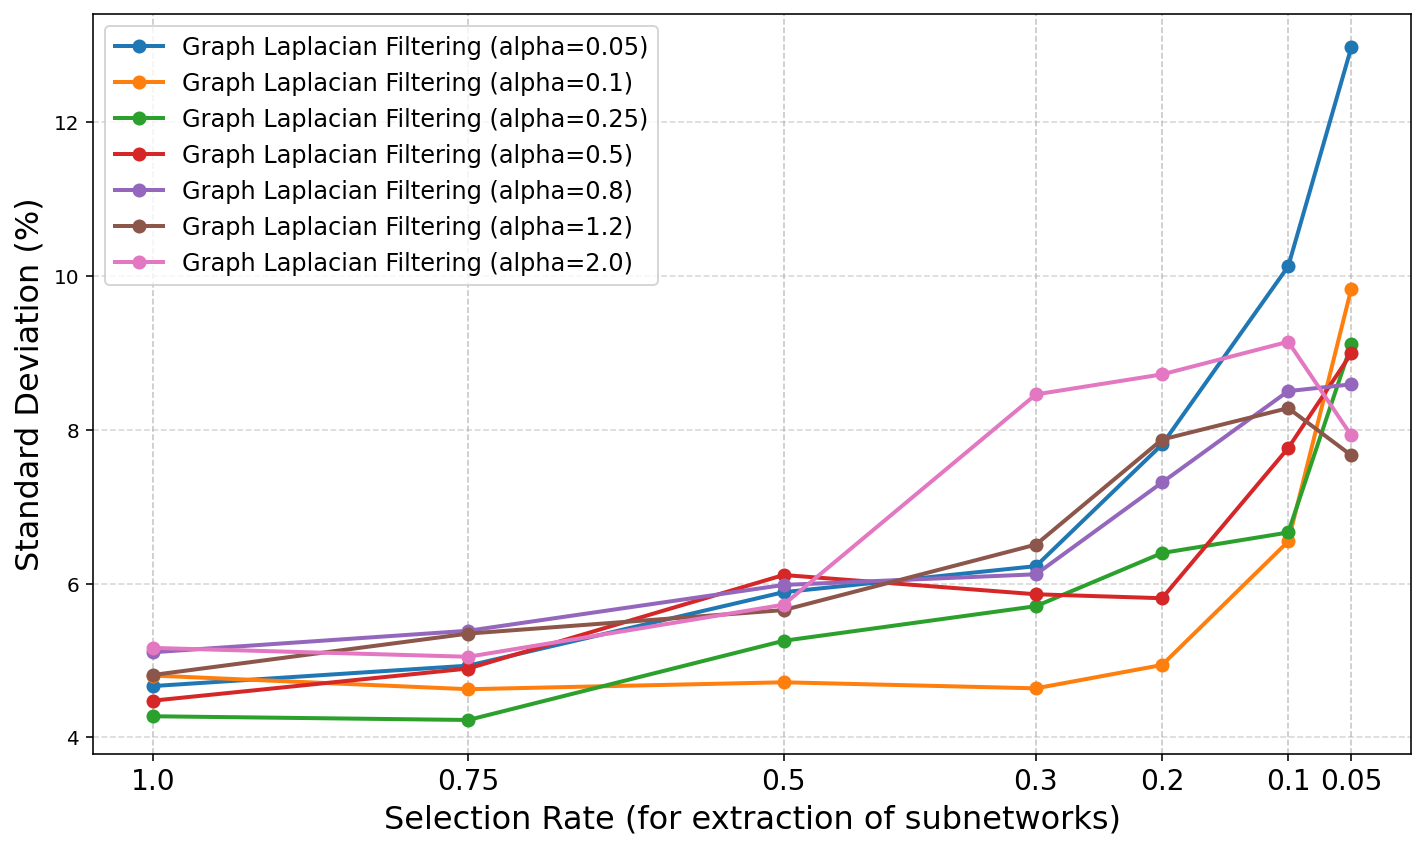 Graph Laplacian Filtering (alpha=0.05)
Graph Laplacian Filtering (alpha=0.1)
Graph Laplacian Filtering (alpha=0.25)
Graph Laplacian Filtering (alpha=0.5)
Graph Laplacian Filtering (alpha=0.8)
Graph Laplacian Filtering (alpha=1.2)
Graph Laplacian Filtering (alpha=2.0)
Standard Deviation (%)
12
10
8
6
4
1.0 0.75 0.5 0.3 0.2 0.1 0.05
Selection Rate (for extraction of subnetworks)